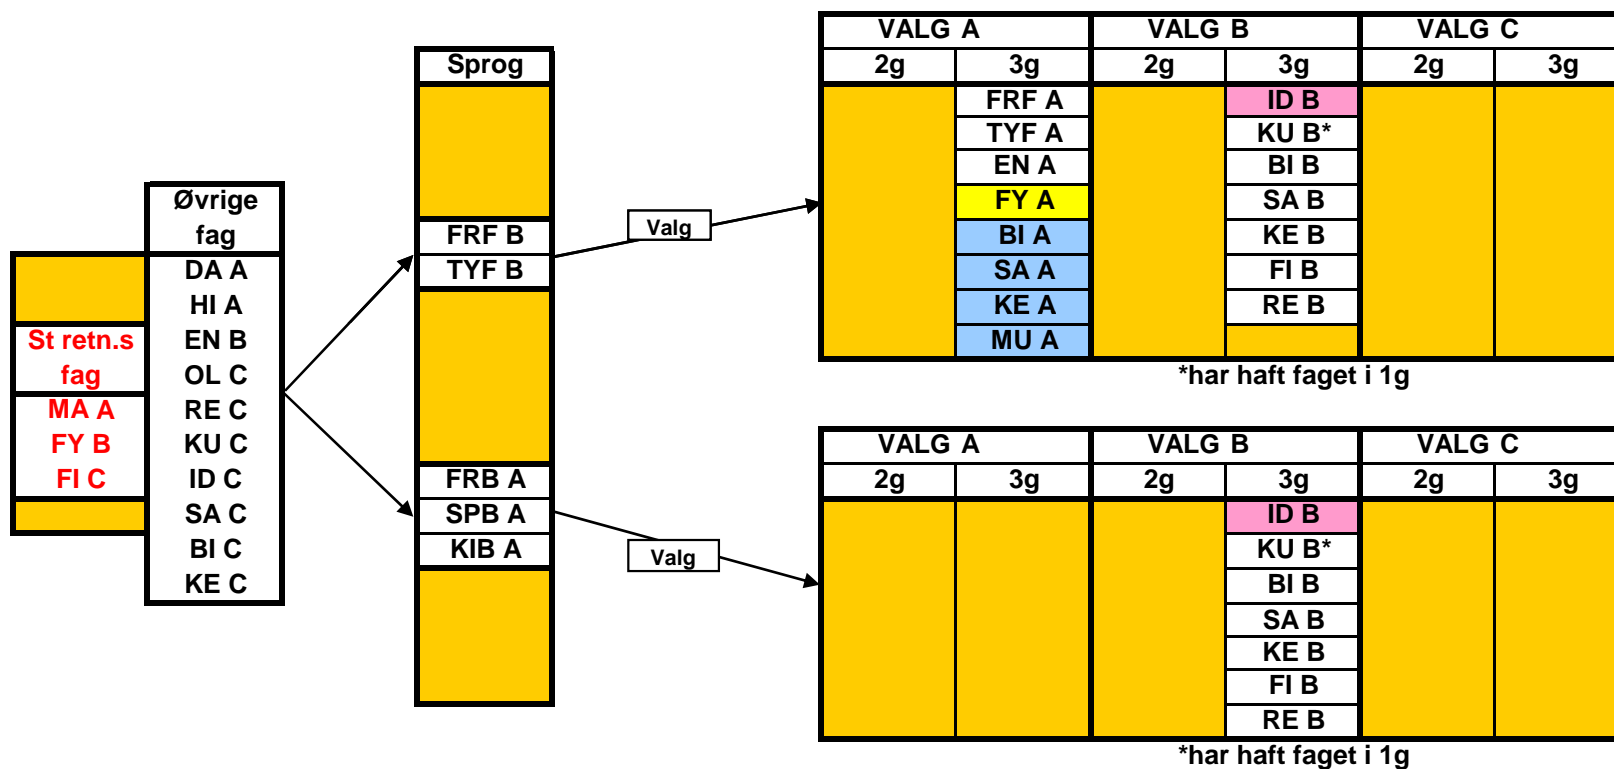 St retn.s
fag
MA A
FY B
FI C
Øvrige
fag
DA A
HI A
EN B
OL C
RE C
KU C
ID C
SA C
BI C
KE C
Sprog
FRF B
TYF B
FRB A
SPB A
KIB A
Valg
Valg
VALG A VALG B VALG C
2g 3g 2g 3g 2g 3g
FRF A ID B
TYF A KU B*
EN A BI B
FY A SA B
BI A KE B
SA A FI B
KE A RE B
MU A
*har haft faget i 1g
VALG A VALG B VALG C
2g 3g 2g 3g 2g 3g
ID B
KU B*
BI B
SA B
KE B
FI B
RE B
*har haft faget i 1g